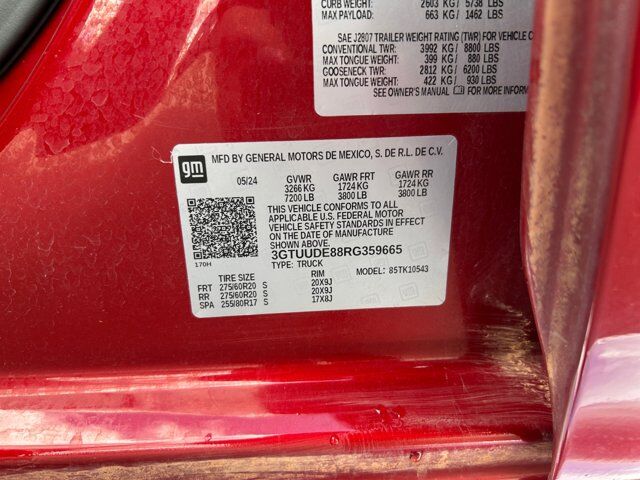 CURB WEIGHT: 2603 KG / 5738 LBS
MAX PAYLOAD: 663 KG / 1462 LBS
SAE J2807 TRAILER WEIGHT RATING (TWR) FOR VEHICLE C
CONVENTIONAL TWR: 3992 KG / 8800 LBS
MAX TONGUE WEIGHT: 399 KG / 880 LBS
GOOSENECK TWR: 2812 KG / 6200 LBS
MAX TONGUE WEIGHT: 422 KG / 930 LBS
SEE OWNER'S MANUAL FOR MORE INFORM
gm MFD BY GENERAL MOTORS DE MEXICO, S. DE R.L. DE C.V.
05/24 GVWR GAWR FRT GAWR RR
3266 KG 1724 KG 1724 KG
7200 LB 3800 LB 3800 LB
THIS VEHICLE CONFORMS TO ALL
APPLICABLE U.S. FEDERAL MOTOR
VEHICLE SAFETY STANDARDS IN EFFECT
ON THE DATE OF MANUFACTURE
SHOWN ABOVE.
3GTUUDE88RG359665
170H TYPE: TRUCK MODEL: 85TK10543
TIRE SIZE RIM
FRT 275/60R20 S 20X9J
RR 275/60R20 S 20X9J
SPA 255/80R17 S 17X8J